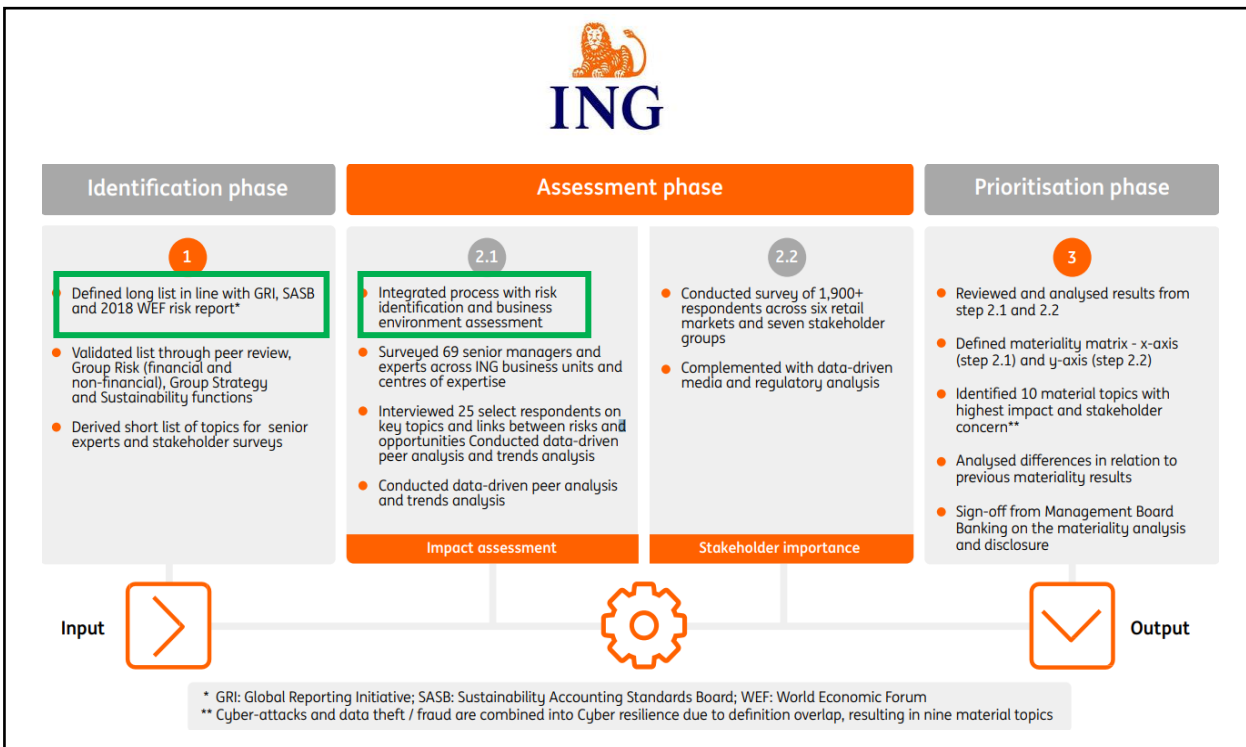 ING
Identification phase
Assessment phase
Prioritisation phase
1
Defined long list in line with GRI, SASB
and 2018 WEF risk report*
Validated list through peer review,
Group Risk (financial and
non-financial), Group Strategy
and Sustainability functions
Derived short list of topics for senior
experts and stakeholder surveys
2.1
Integrated process with risk
identification and business
environment assessment
Surveyed 69 senior managers and
experts across ING business units and
centres of expertise
Interviewed 25 select respondents on
key topics and links between risks and
opportunities Conducted data-driven
peer analysis and trends analysis
Conducted data-driven peer analysis
and trends analysis
Impact assessment
2.2
Conducted survey of 1,900+
respondents across six retail
markets and seven stakeholder
groups
Complemented with data-driven
media and regulatory analysis
Stakeholder importance
3
Reviewed and analysed results from
step 2.1 and 2.2
Defined materiality matrix - x-axis
(step 2.1) and y-axis (step 2.2)
Identified 10 material topics with
highest impact and stakeholder
concern**
Analysed differences in relation to
previous materiality results
Sign-off from Management Board
Banking on the materiality analysis
and disclosure
Input
Output
* GRI: Global Reporting Initiative; SASB: Sustainability Accounting Standards Board; WEF: World Economic Forum
** Cyber-attacks and data theft / fraud are combined into Cyber resilience due to definition overlap, resulting in nine material topics